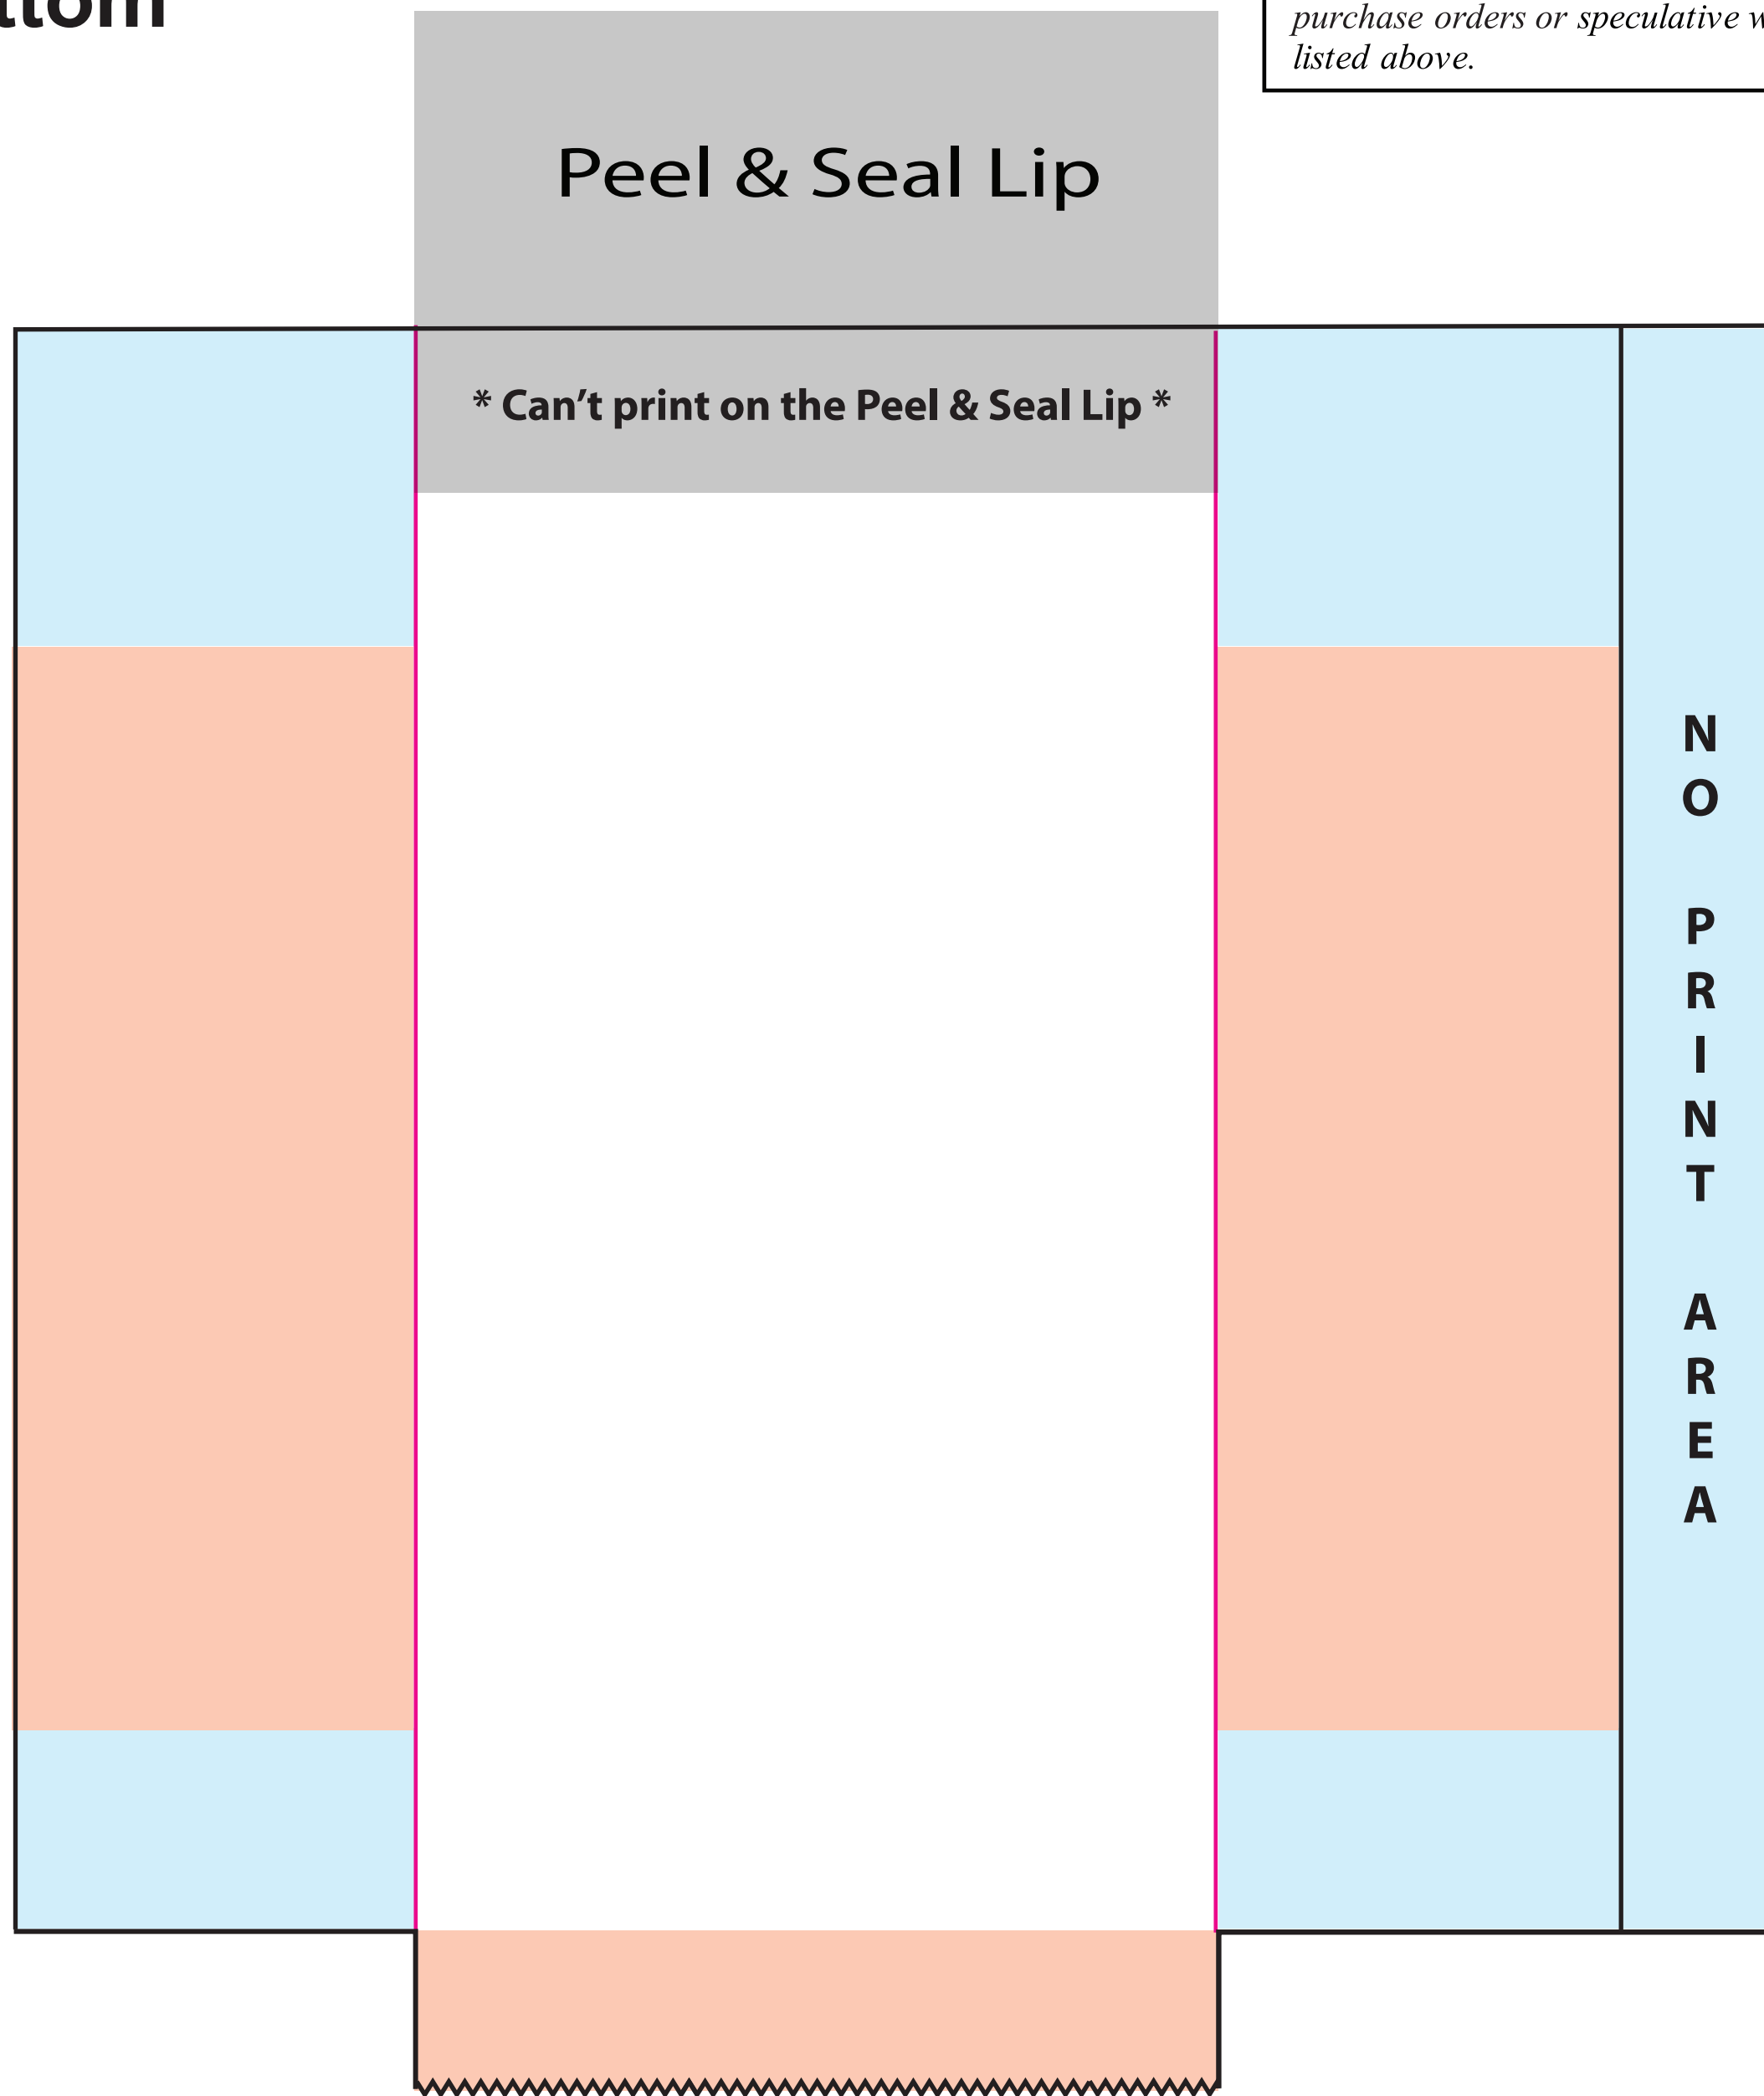 purchase orders or speculative
listed above.
Peel & Seal Lip
* Can’t print on the Peel & Seal Lip *
N
O
P
R
I
N
T
A
R
E
A